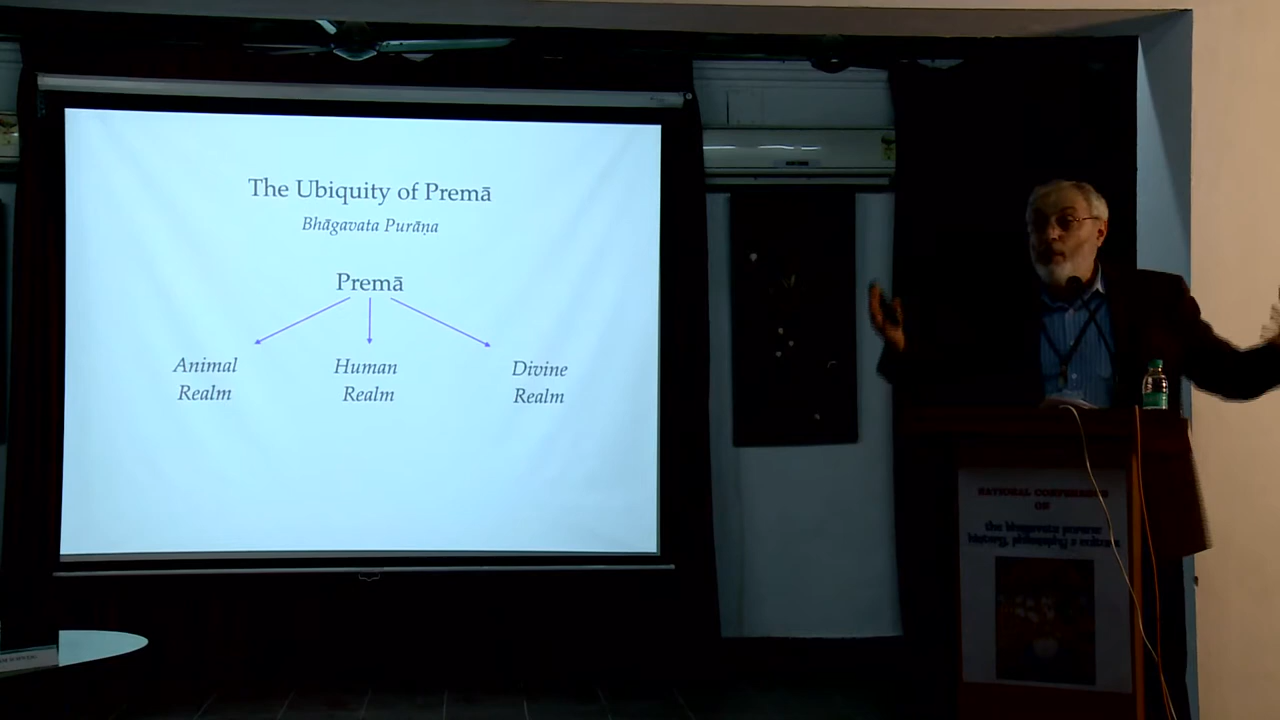 The Ubiquity of Premā
Bhāgavata Purāṇa
Premā
Animal
Realm
Human
Realm
Divine
Realm
NATIONAL CONFERENCE
ON
the bhagavata purana
history, philosophy & culture